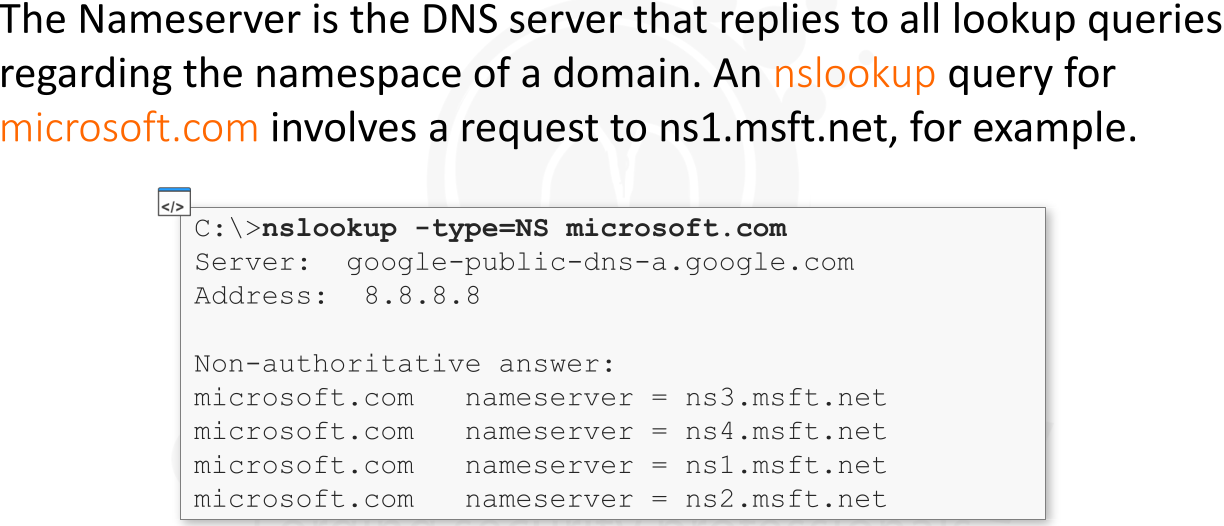 The Nameserver is the DNS server that replies to all lookup queries
regarding the namespace of a domain. An nslookup query for
microsoft.com involves a request to ns1.msft.net, for example.
</>
C:\>nslookup -type=NS microsoft.com
Server:  google-public-dns-a.google.com
Address:  8.8.8.8
Non-authoritative answer:
microsoft.com   nameserver = ns3.msft.net
microsoft.com   nameserver = ns4.msft.net
microsoft.com   nameserver = ns1.msft.net
microsoft.com   nameserver = ns2.msft.net